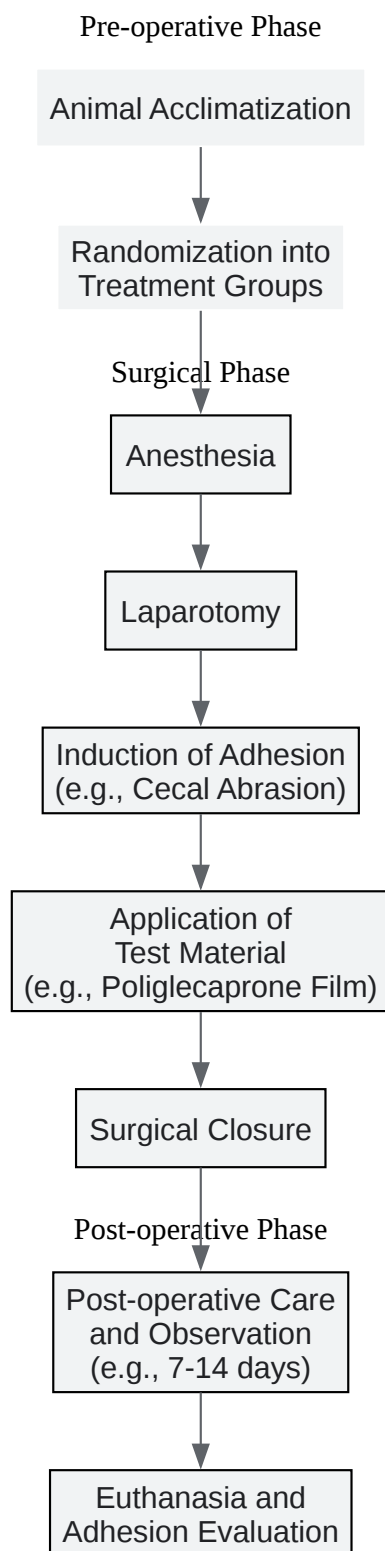 Pre-operative Phase
Animal Acclimatization
Randomization into
Treatment Groups
Surgical Phase
Anesthesia
Laparotomy
Induction of Adhesion
(e.g., Cecal Abrasion)
Application of
Test Material
(e.g., Poliglecaprone Film)
Surgical Closure
Post-operative Phase
Post-operative Care
and Observation
(e.g., 7-14 days)
Euthanasia and
Adhesion Evaluation